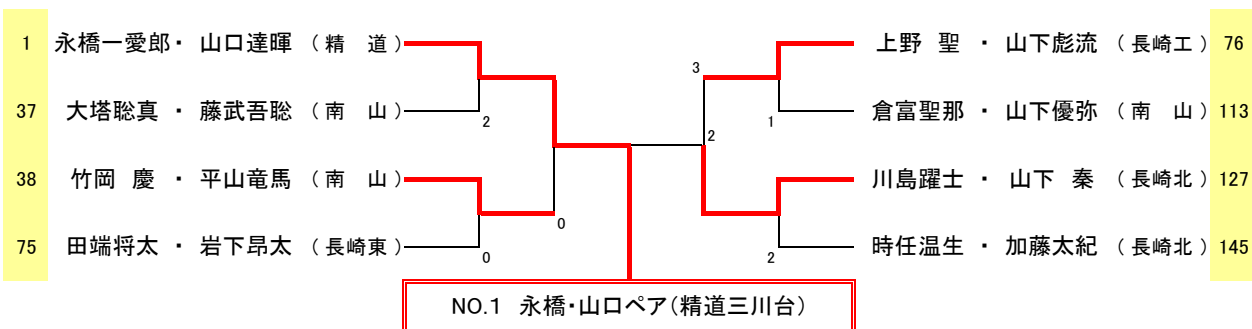 1 永橋一愛郎・ 山口達暉 (精 道) 上野 聖 ・ 山下彪流 (長崎工) 76
3
37 大塔聡真 ・ 藤武吾聡 (南 山) 2 1 倉富聖那 ・ 山下優弥 (南 山) 113
2
38 竹岡 慶 ・ 平山竜馬 (南 山) 川島躍士 ・ 山下 秦 (長崎北) 127
0
75 田端将太 ・ 岩下昂太 (長崎東) 0 2 時任温生 ・ 加藤太紀 (長崎北) 145
NO.1 永橋・山口ペア(精道三川台)